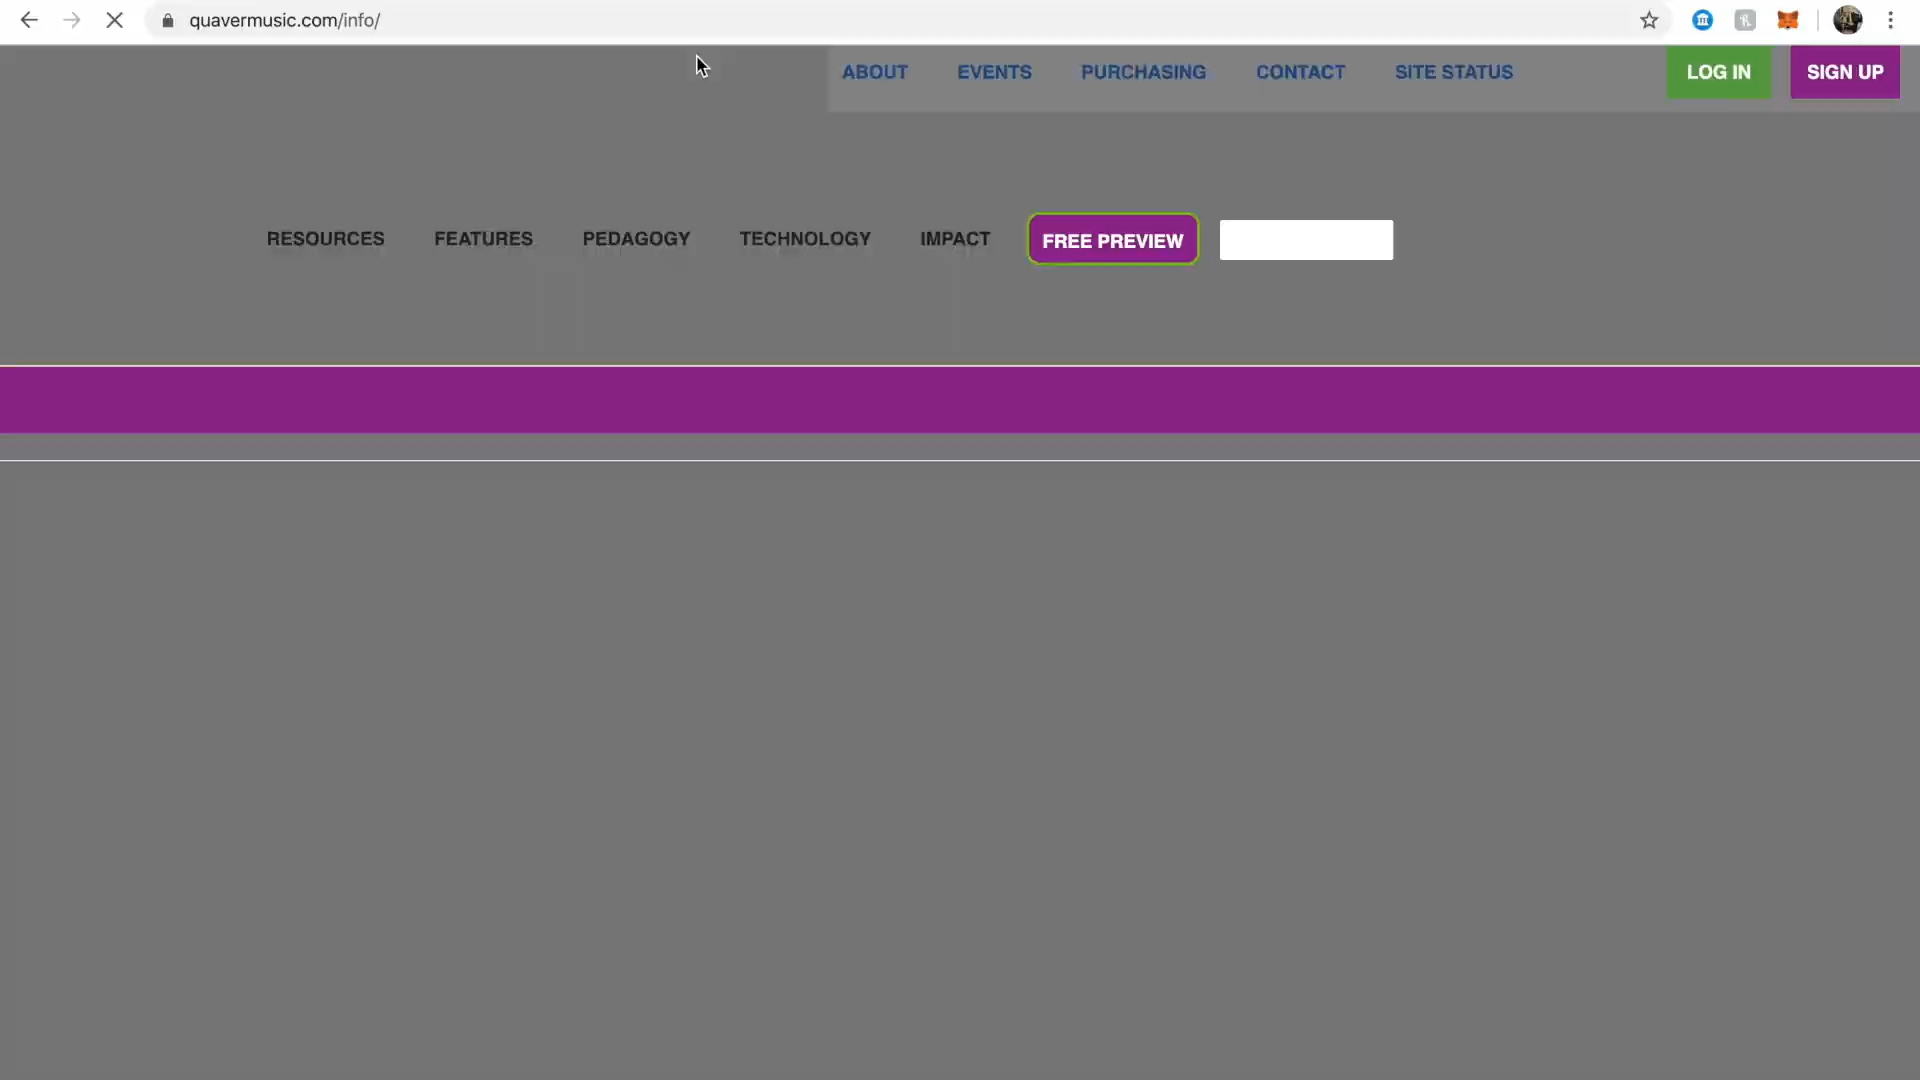 quavermusic.com/info/
ABOUT EVENTS PURCHASING CONTACT SITE STATUS LOG IN SIGN UP
RESOURCES FEATURES PEDAGOGY TECHNOLOGY IMPACT FREE PREVIEW